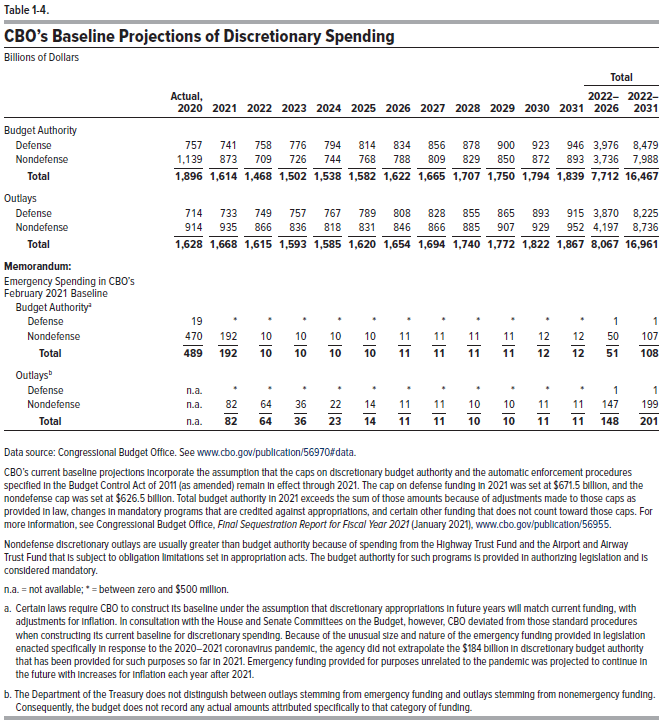 Table 1-4.
CBO's Baseline Projections of Discretionary Spending
Billions of Dollars
Total
Actual, 2022– 2022–
2020 2021 2022 2023 2024 2025 2026 2027 2028 2029 2030 2031 2026 2031
Budget Authority
Defense 757 741 758 776 794 814 834 856 878 900 923 946 3,976 8,479
Nondefense 1,139 873 709 726 744 768 788 809 829 850 872 893 3,736 7,988
Total 1,896 1,614 1,468 1,502 1,538 1,582 1,622 1,665 1,707 1,750 1,794 1,839 7,712 16,467
Outlays
Defense 714 733 749 757 767 789 808 828 855 865 893 915 3,870 8,225
Nondefense 914 935 866 836 818 831 846 866 885 907 929 952 4,197 8,736
Total 1,628 1,668 1,615 1,593 1,585 1,620 1,654 1,694 1,740 1,772 1,822 1,867 8,067 16,961
Memorandum:
Emergency Spending in CBO's
February 2021 Baseline
Budget Authorityᵃ
Defense 19 * * * * * * * * * * * 1 1
Nondefense 470 192 10 10 10 10 11 11 11 11 12 12 50 107
Total 489 192 10 10 10 10 11 11 11 11 12 12 51 108
Outlaysᵇ
Defense n.a. * * * * * * * * * * * 1 1
Nondefense n.a. 82 64 36 22 14 11 11 10 10 11 11 147 199
Total n.a. 82 64 36 23 14 11 11 10 10 11 11 148 201
Data source: Congressional Budget Office. See www.cbo.gov/publication/56970#data.
CBO's current baseline projections incorporate the assumption that the caps on discretionary budget authority and the automatic enforcement procedures
specified in the Budget Control Act of 2011 (as amended) remain in effect through 2021. The cap on defense funding in 2021 was set at $671.5 billion, and the
nondefense cap was set at $626.5 billion. Total budget authority in 2021 exceeds the sum of those amounts because of adjustments made to those caps as
provided in law, changes in mandatory programs that are credited against appropriations, and certain other funding that does not count toward those caps. For
more information, see Congressional Budget Office, Final Sequestration Report for Fiscal Year 2021 (January 2021), www.cbo.gov/publication/56955.
Nondefense discretionary outlays are usually greater than budget authority because of spending from the Highway Trust Fund and the Airport and Airway
Trust Fund that is subject to obligation limitations set in appropriation acts. The budget authority for such programs is provided in authorizing legislation and is
considered mandatory.
n.a. = not available; * = between zero and $500 million.
a. Certain laws require CBO to construct its baseline under the assumption that discretionary appropriations in future years will match current funding, with
adjustments for inflation. In consultation with the House and Senate Committees on the Budget, however, CBO deviated from those standard procedures
when constructing its current baseline for discretionary spending. Because of the unusual size and nature of the emergency funding provided in legislation
enacted specifically in response to the 2020–2021 coronavirus pandemic, the agency did not extrapolate the $184 billion in discretionary budget authority
that has been provided for such purposes so far in 2021. Emergency funding provided for purposes unrelated to the pandemic was projected to continue in
the future with increases for inflation each year after 2021.
b. The Department of the Treasury does not distinguish between outlays stemming from emergency funding and outlays stemming from nonemergency funding.
Consequently, the budget does not record any actual amounts attributed specifically to that category of funding.